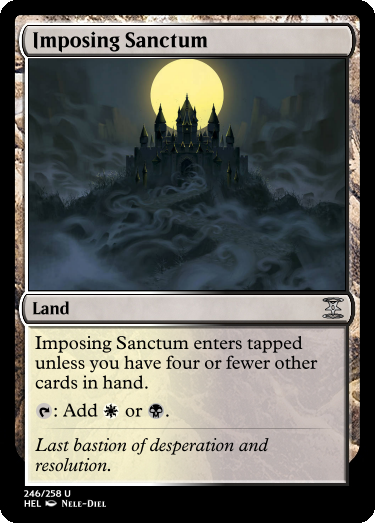 Imposing Sanctum
Land
Imposing Sanctum enters tapped
unless you have four or fewer other
cards in hand.
: Add or .
Last bastion of desperation and
resolution.
246/258 U
HEL Nele-Diel